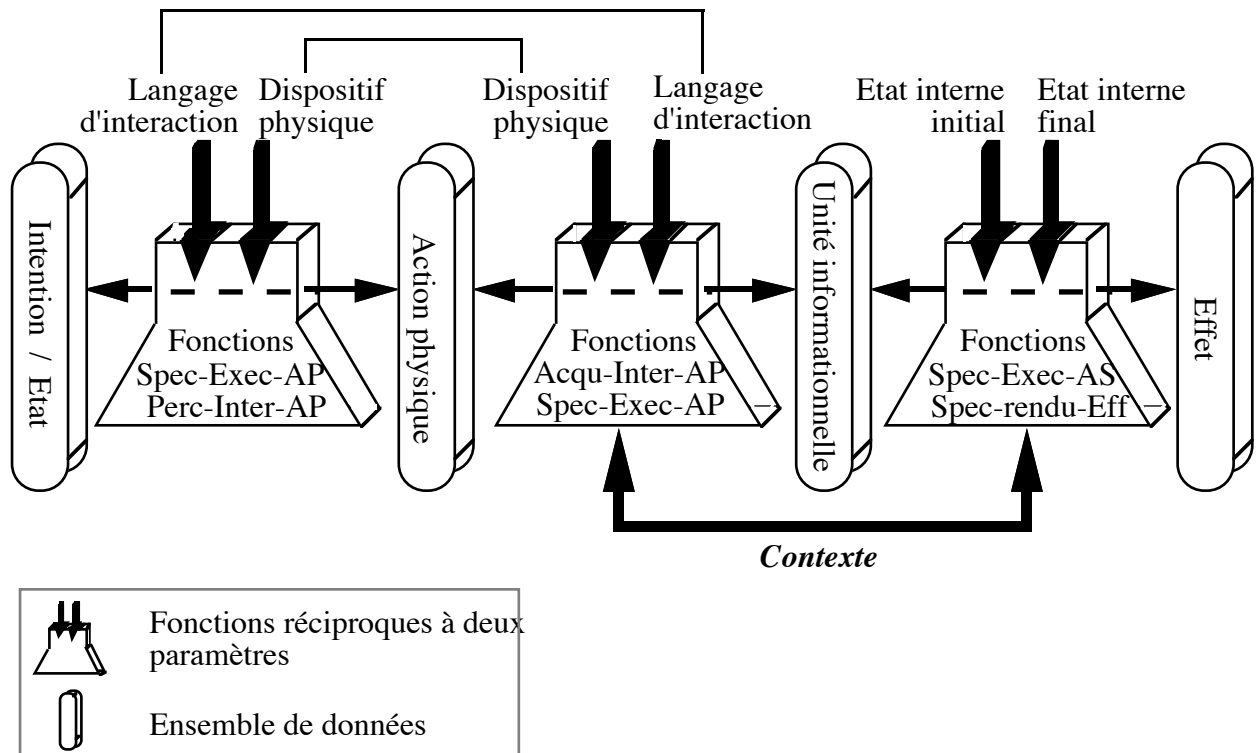 Langage
d'interaction
Dispositif
physique
Dispositif
physique
Langage
d'interaction
Etat interne
initial
Etat interne
final
Intention / Etat
Fonctions
Spec-Exec-AP
Perc-Inter-AP
Action physique
Fonctions
Acqu-Inter-AP
Spec-Exec-AP
Unité informationnelle
Fonctions
Spec-Exec-AS
Spec-rendu-Eff
Effet
Contexte
Fonctions réciproques à deux
paramètres
Ensemble de données